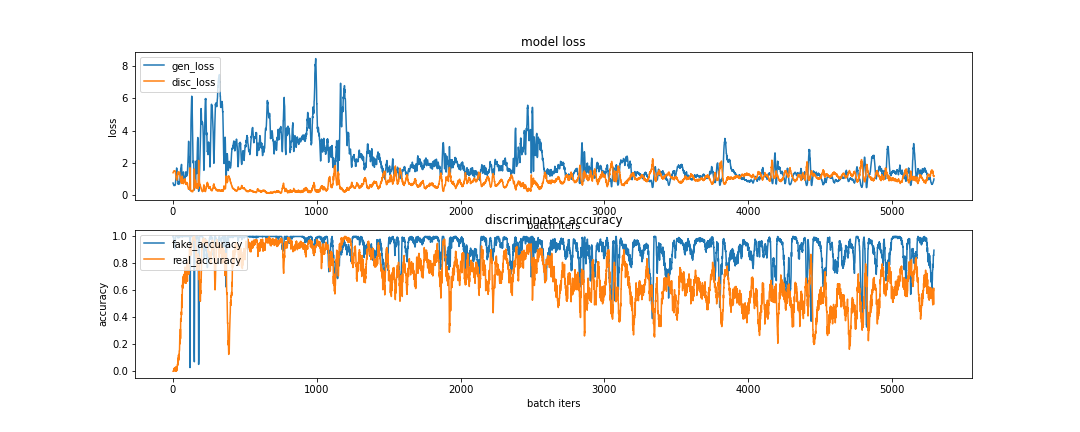 model loss
gen_loss
disc_loss
loss
8
6
4
2
0
0 1000 2000 3000 4000 5000
batch iters
discriminator accuracy
fake_accuracy
real_accuracy
accuracy
1.0
0.8
0.6
0.4
0.2
0.0
0 1000 2000 3000 4000 5000
batch iters